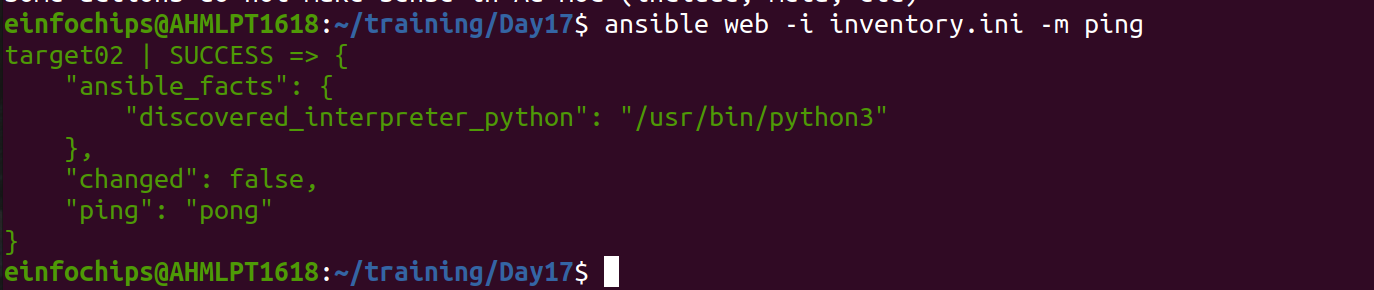 einfochips@AHMLPT1618:~/training/Day17$ ansible web -i inventory.ini -m ping
target02 | SUCCESS => {
    "ansible_facts": {
        "discovered_interpreter_python": "/usr/bin/python3"
    },
    "changed": false,
    "ping": "pong"
}
einfochips@AHMLPT1618:~/training/Day17$